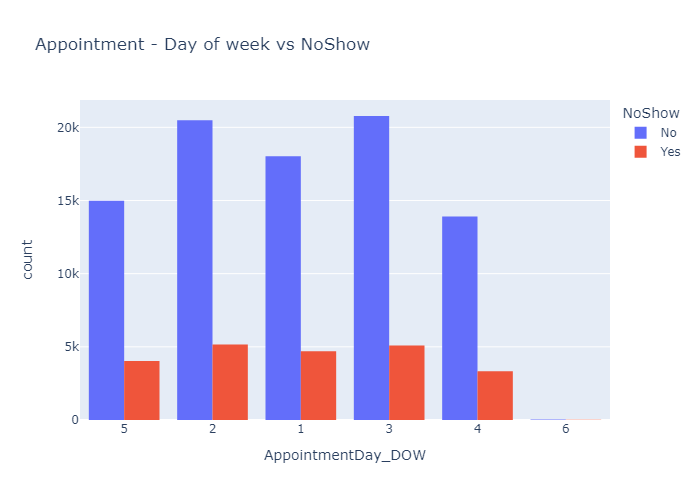 Appointment - Day of week vs NoShow
NoShow
No
Yes
count
20k
15k
10k
5k
0
5 2 1 3 4 6
AppointmentDay_DOW